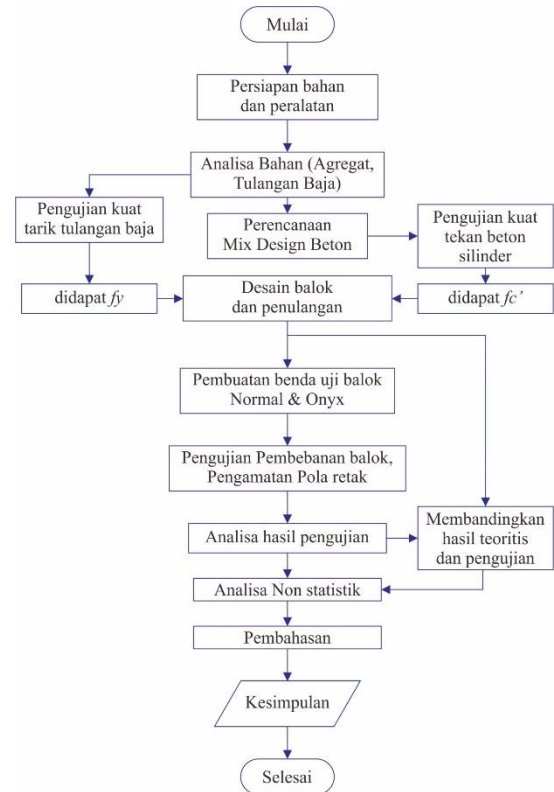 Mulai
Persiapan bahan
dan peralatan
Analisa Bahan (Agregat,
Tulangan Baja)
Pengujian kuat
tarik tulangan baja
Perencanaan
Mix Design Beton
Pengujian kuat
tekan beton
silinder
didapat fy
Desain balok
dan penulangan
didapat fc’
Pembuatan benda uji balok
Normal & Onyx
Pengujian Pembebanan balok,
Pengamatan Pola retak
Analisa hasil pengujian
Membandingkan
hasil teoritis
dan pengujian
Analisa Non statistik
Pembahasan
Kesimpulan
Selesai